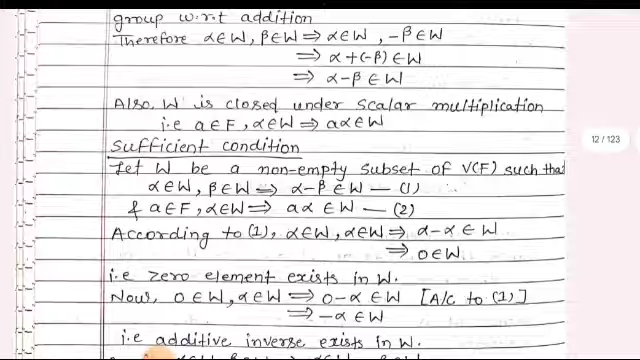 group w.r.t addition
Therefore α∈W, β∈W ⟹ α∈W, -β∈W
⟹ α+(-β)∈W
⟹ α-β∈W
Also W is closed under scalar multiplication
i.e a∈F, α∈W ⟹ aα∈W
12/123
Sufficient condition
Let W be a non-empty subset of V(F) such that
α∈W, β∈W ⟹ α-β∈W — (1)
& a∈F, α∈W ⟹ aα∈W — (2)
According to (1), α∈W, α∈W ⟹ α-α∈W
⟹ 0∈W
i.e zero element exists in W.
Now, 0∈W, α∈W ⟹ 0-α∈W [A/c to (1)]
⟹ -α∈W
i.e additive inverse exists in W.